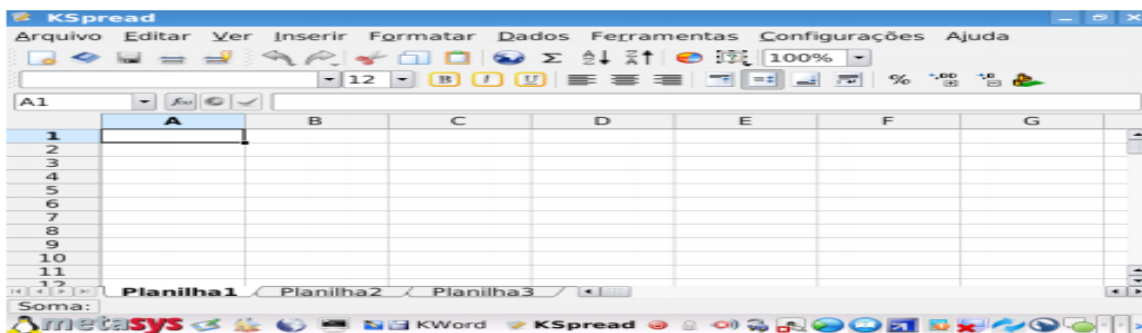 KSpread
Arquivo Editar Ver Inserir Formatar Dados Ferramentas Configurações Ajuda
100%
12 B I U %
A1
A B C D E F G
1
2
3
4
5
6
7
8
9
10
11
12
Planilha1 Planilha2 Planilha3
Soma:
metasys KWord KSpread